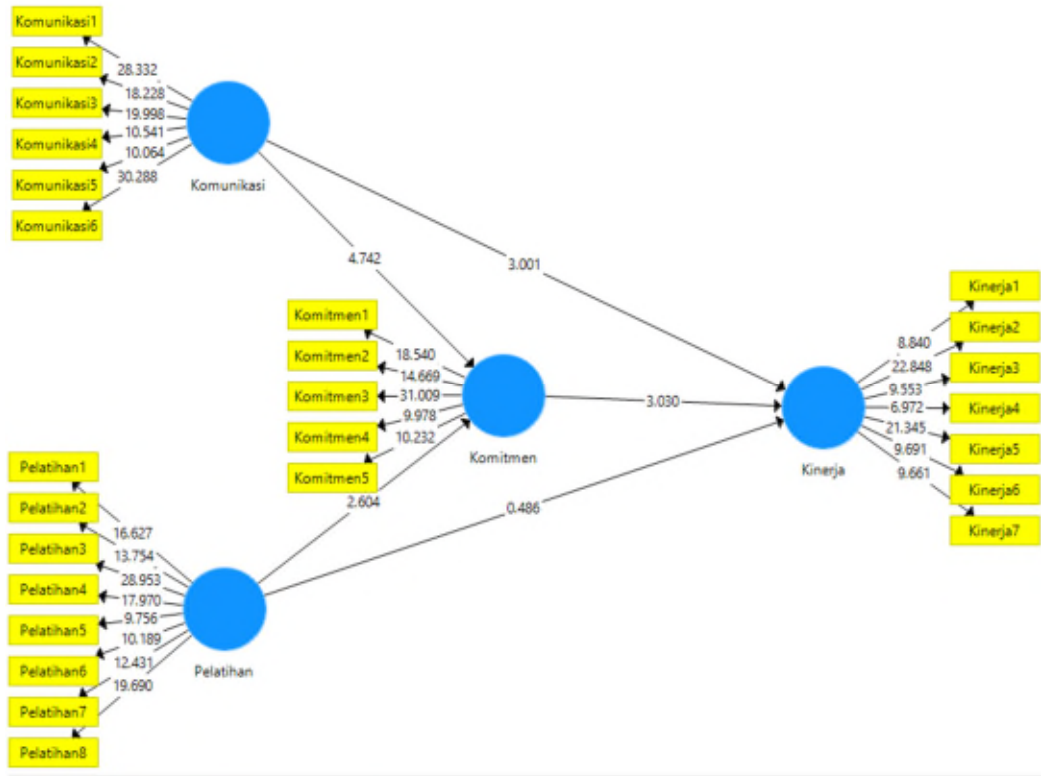 Komunikasi1
Komunikasi2
Komunikasi3
Komunikasi4
Komunikasi5
Komunikasi6
28.332
18.228
19.998
10.541
10.064
30.288
Komunikasi
4.742
3.001
Komitmen1
Komitmen2
Komitmen3
Komitmen4
Komitmen5
18.540
14.669
31.009
9.978
10.232
Komitmen
3.030
2.604
0.486
Kinerja1
Kinerja2
Kinerja3
Kinerja4
Kinerja5
Kinerja6
Kinerja7
8.840
22.848
9.553
6.972
21.345
9.691
9.661
Kinerja
Pelatihan1
Pelatihan2
Pelatihan3
Pelatihan4
Pelatihan5
Pelatihan6
Pelatihan7
Pelatihan8
16.627
13.754
28.953
17.970
9.756
10.189
12.431
19.690
Pelatihan